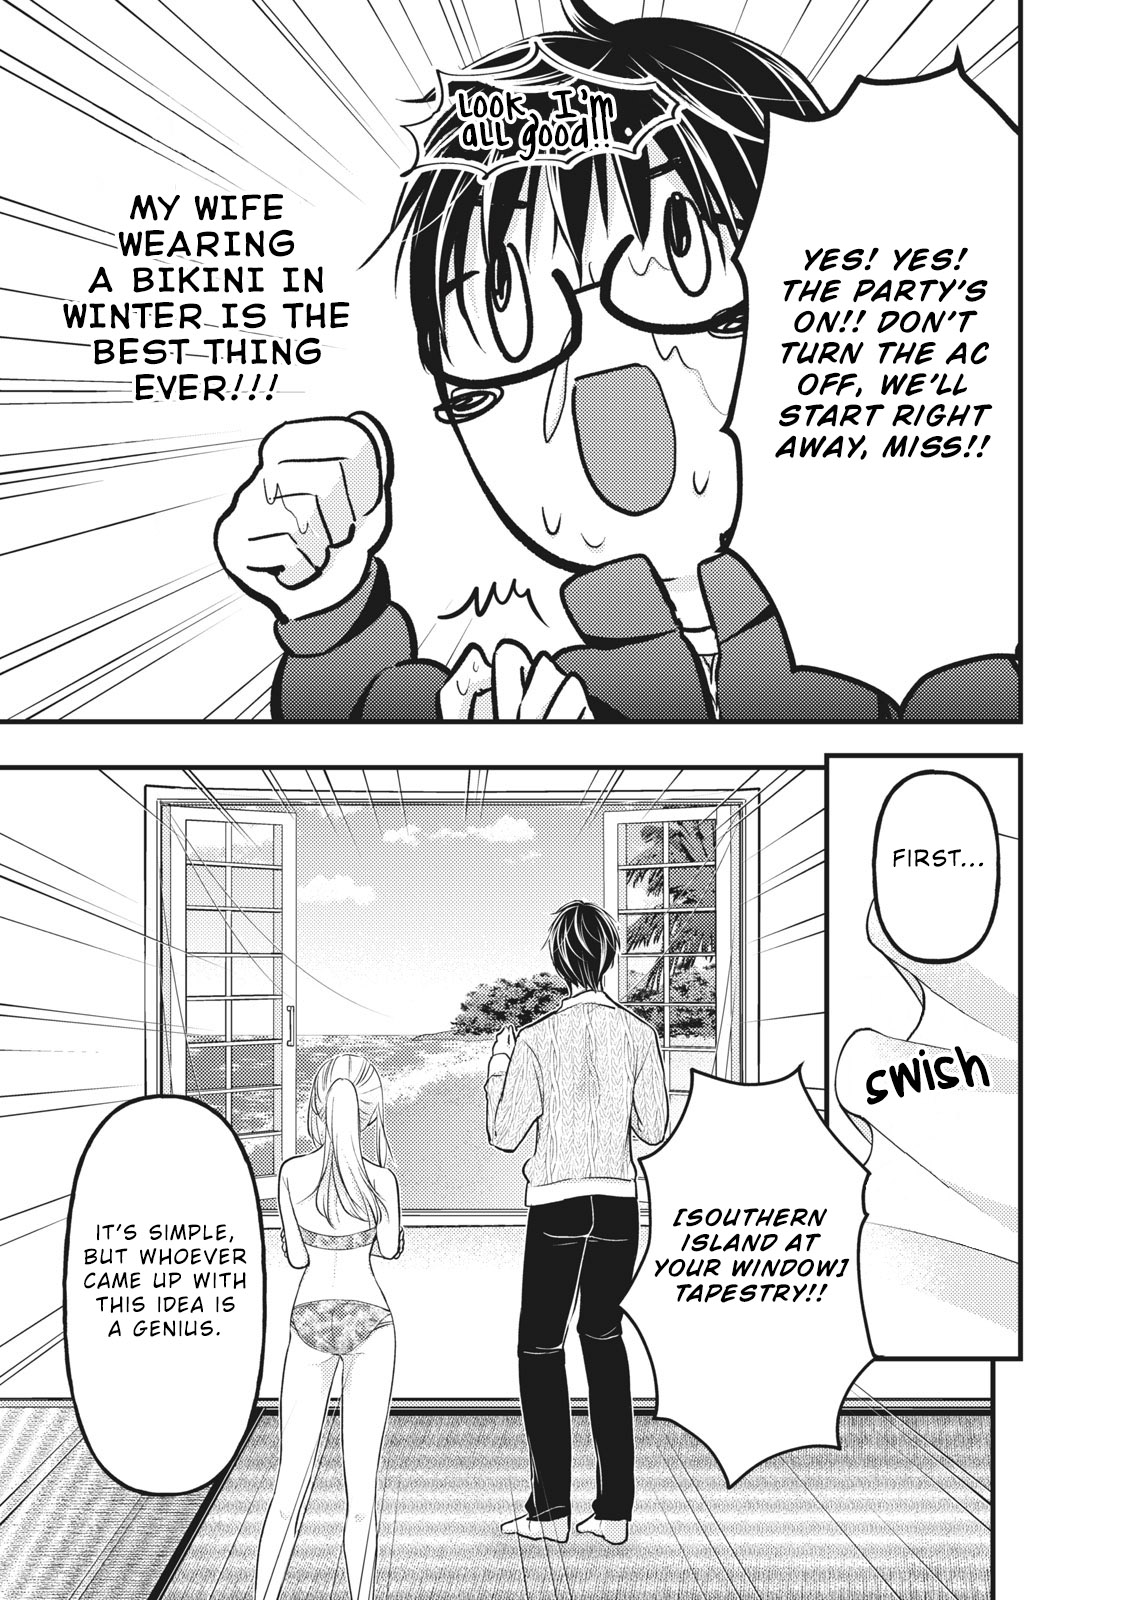 YES! YES!
THE PARTY'S
ON!! DON'T
TURN THE AC
OFF, WE'LL
START RIGHT
AWAY, MISS!!
LOOK, I'm
all good!!
MY WIFE
WEARING
A BIKINI IN
WINTER IS THE
BEST THING
EVER!!!
FIRST...
SWISH
[SOUTHERN
ISLAND AT
YOUR WINDOW]
TAPESTRY!!
IT'S SIMPLE,
BUT WHOEVER
CAME UP WITH
THIS IDEA IS
A GENIUS.